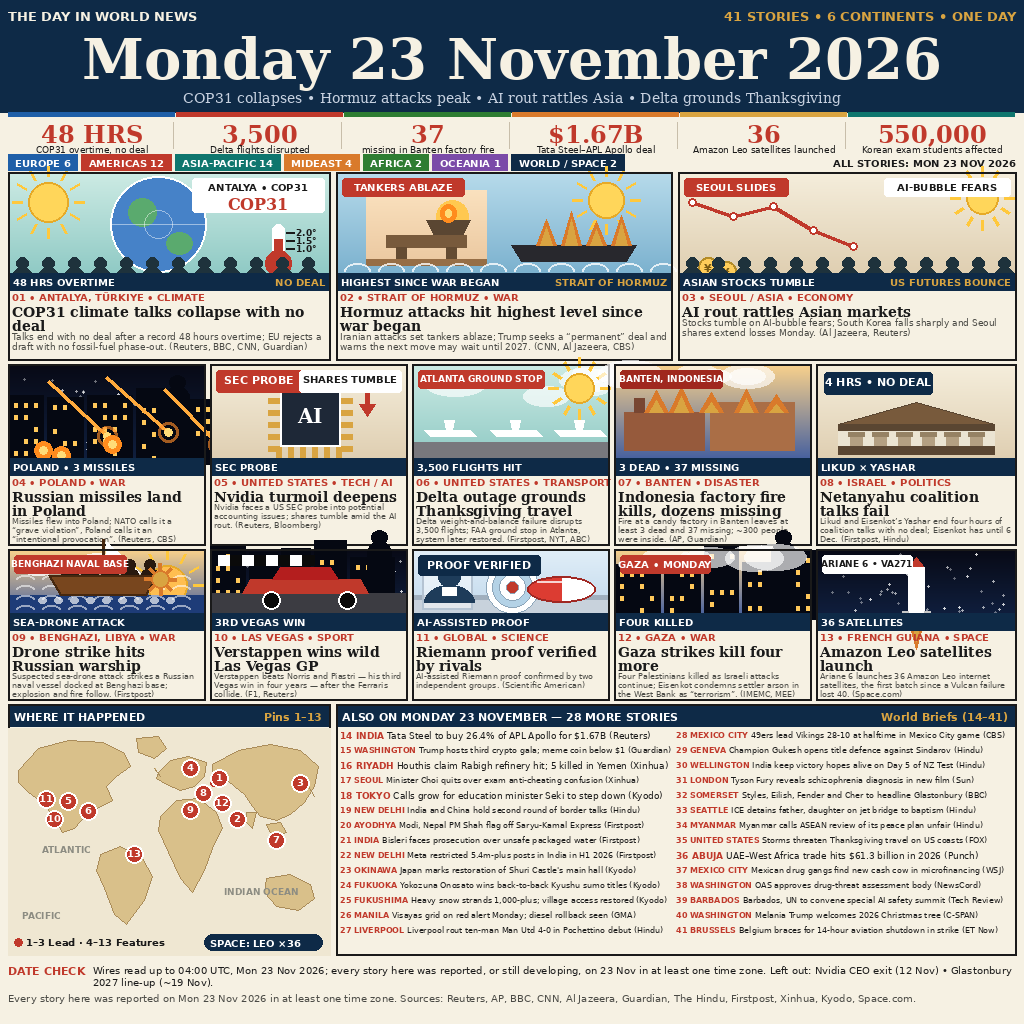 THE DAY IN WORLD NEWS
41 STORIES • 6 CONTINENTS • ONE DAY
Monday 23 November 2026
COP31 collapses • Hormuz attacks peak • AI rout rattles Asia • Delta grounds Thanksgiving
48 HRS
COP31 overtime, no deal
3,500
Delta flights disrupted
37
missing in Banten factory fire
$1.67B
Tata Steel–APL Apollo deal
36
Amazon Leo satellites launched
550,000
Korean exam students affected
EUROPE 6
AMERICAS 12
ASIA-PACIFIC 14
MIDEAST 4
AFRICA 2
OCEANIA 1
WORLD / SPACE 2
ALL STORIES: MON 23 NOV 2026
ANTALYA • COP31
COP31
2.0°
1.5°
1.0°
48 HRS OVERTIME
NO DEAL
01 • ANTALYA, TÜRKIYE • CLIMATE
COP31 climate talks collapse with no
deal
Talks end with no deal after a record 48 hours overtime; EU rejects a
draft with no fossil-fuel phase-out. (Reuters, BBC, CNN, Guardian)
TANKERS ABLAZE
HIGHEST SINCE WAR BEGAN
STRAIT OF HORMUZ
02 • STRAIT OF HORMUZ • WAR
Hormuz attacks hit highest level since
war began
Iranian attacks set tankers ablaze; Trump seeks a “permanent” deal and
warns the next move may wait until 2027. (CNN, Al Jazeera, CBS)
SEOUL SLIDES
AI-BUBBLE FEARS
¥
ASIAN STOCKS TUMBLE
US FUTURES BOUNCE
03 • SEOUL / ASIA • ECONOMY
AI rout rattles Asian markets
Stocks tumble on AI-bubble fears; South Korea falls sharply and Seoul
shares extend losses Monday. (Al Jazeera, Reuters)
POLAND • 3 MISSILES
04 • POLAND • WAR
Russian missiles land
in Poland
Missiles flew into Poland; NATO calls it a
“grave violation”, Poland calls it an
“intentional provocation”. (Reuters, CBS)
SEC PROBE
SHARES TUMBLE
AI
SEC PROBE
05 • UNITED STATES • TECH / AI
Nvidia turmoil deepens
Nvidia faces a US SEC probe into potential
accounting issues; shares tumble amid the AI
rout. (Reuters, Bloomberg)
ATLANTA GROUND STOP
3,500 FLIGHTS HIT
06 • UNITED STATES • TRANSPORT
Delta outage grounds
Thanksgiving travel
Delta weight-and-balance failure disrupts
3,500 flights; FAA ground stop in Atlanta,
system later restored. (Firstpost, NYT, ABC)
BANTEN, INDONESIA
3 DEAD • 37 MISSING
07 • BANTEN • DISASTER
Indonesia factory fire
kills, dozens missing
Fire at a candy factory in Banten leaves at
least 3 dead and 37 missing; ~300 people
were inside. (AP, Guardian)
4 HRS • NO DEAL
LIKUD × YASHAR
08 • ISRAEL • POLITICS
Netanyahu coalition
talks fail
Likud and Eisenkot's Yashar end four hours of
coalition talks with no deal; Eisenkot has until 6
Dec. (Firstpost, Hindu)
BENGHAZI NAVAL BASE
SEA-DRONE ATTACK
09 • BENGHAZI, LIBYA • WAR
Drone strike hits
Russian warship
Suspected sea-drone attack strikes a Russian
naval vessel docked at Benghazi base;
explosion and fire follow. (Firstpost)
3RD VEGAS WIN
10 • LAS VEGAS • SPORT
Verstappen wins wild
Las Vegas GP
Verstappen beats Norris and Piastri — his third
Vegas win in four years — after the Ferraris
collide. (F1, Reuters)
PROOF VERIFIED
AI-ASSISTED PROOF
11 • GLOBAL • SCIENCE
Riemann proof verified
by rivals
AI-assisted Riemann proof confirmed by two
independent groups. (Scientific American)
GAZA • MONDAY
FOUR KILLED
12 • GAZA • WAR
Gaza strikes kill four
more
Four Palestinians killed as Israeli attacks
continue; Eisenkot condemns settler arson in
the West Bank as “terrorism”. (IMEMC, MEE)
ARIANE 6 • VA271
36 SATELLITES
13 • FRENCH GUIANA • SPACE
Amazon Leo satellites
launch
Ariane 6 launches 36 Amazon Leo internet
satellites, the first batch since a Vulcan failure
lost 40. (Space.com)
WHERE IT HAPPENED
Pins 1–13
4
1
3
11
5
8
12
6
9
10
2
7
13
ATLANTIC
INDIAN OCEAN
PACIFIC
1–3 Lead · 4–13 Features
SPACE: LEO ×36
ALSO ON MONDAY 23 NOVEMBER — 28 MORE STORIES
World Briefs (14–41)
14 INDIA Tata Steel to buy 26.4% of APL Apollo for $1.67B (Reuters)
15 WASHINGTON Trump hosts third crypto gala; meme coin below $1 (Guardian)
16 RIYADH Houthis claim Rabigh refinery hit; 5 killed in Yemen (Xinhua)
17 SEOUL Minister Choi quits over exam anti-cheating confusion (Xinhua)
18 TOKYO Calls grow for education minister Seki to step down (Kyodo)
19 NEW DELHI India and China hold second round of border talks (Hindu)
20 AYODHYA Modi, Nepal PM Shah flag off Saryu-Kamal Express (Firstpost)
21 INDIA Bisleri faces prosecution over unsafe packaged water (Firstpost)
22 NEW DELHI Meta restricted 5.4m-plus posts in India in H1 2026 (Firstpost)
23 OKINAWA Japan marks restoration of Shuri Castle's main hall (Kyodo)
24 FUKUOKA Yokozuna Onosato wins back-to-back Kyushu sumo titles (Kyodo)
25 FUKUSHIMA Heavy snow strands 1,000-plus; village access restored (Kyodo)
26 MANILA Visayas grid on red alert Monday; diesel rollback seen (GMA)
27 LIVERPOOL Liverpool rout ten-man Man Utd 4-0 in Pochettino debut (Hindu)
28 MEXICO CITY 49ers lead Vikings 28-10 at halftime in Mexico City game (CBS)
29 GENEVA Champion Gukesh opens title defence against Sindarov (Hindu)
30 WELLINGTON India keep victory hopes alive on Day 5 of NZ Test (Hindu)
31 LONDON Tyson Fury reveals schizophrenia diagnosis in new film (Sun)
32 SOMERSET Styles, Eilish, Fender and Cher to headline Glastonbury (BBC)
33 SEATTLE ICE detains father, daughter on jet bridge to baptism (Hindu)
34 MYANMAR Myanmar calls ASEAN review of its peace plan unfair (Hindu)
35 UNITED STATES Storms threaten Thanksgiving travel on US coasts (FOX)
36 ABUJA UAE–West Africa trade hits $61.3 billion in 2026 (Punch)
37 MEXICO CITY Mexican drug gangs find new cash cow in microfinancing (WSJ)
38 WASHINGTON OAS approves drug-threat assessment body (NewsCord)
39 BARBADOS Barbados, UN to convene special AI safety summit (Tech Review)
40 WASHINGTON Melania Trump welcomes 2026 Christmas tree (C-SPAN)
41 BRUSSELS Belgium braces for 14-hour aviation shutdown in strike (ET Now)
DATE CHECK Wires read up to 04:00 UTC, Mon 23 Nov 2026; every story here was reported, or still developing, on 23 Nov in at least one time zone. Left out: Nvidia CEO exit (12 Nov) • Glastonbury
2027 line-up (~19 Nov).
Every story here was reported on Mon 23 Nov 2026 in at least one time zone. Sources: Reuters, AP, BBC, CNN, Al Jazeera, Guardian, The Hindu, Firstpost, Xinhua, Kyodo, Space.com.